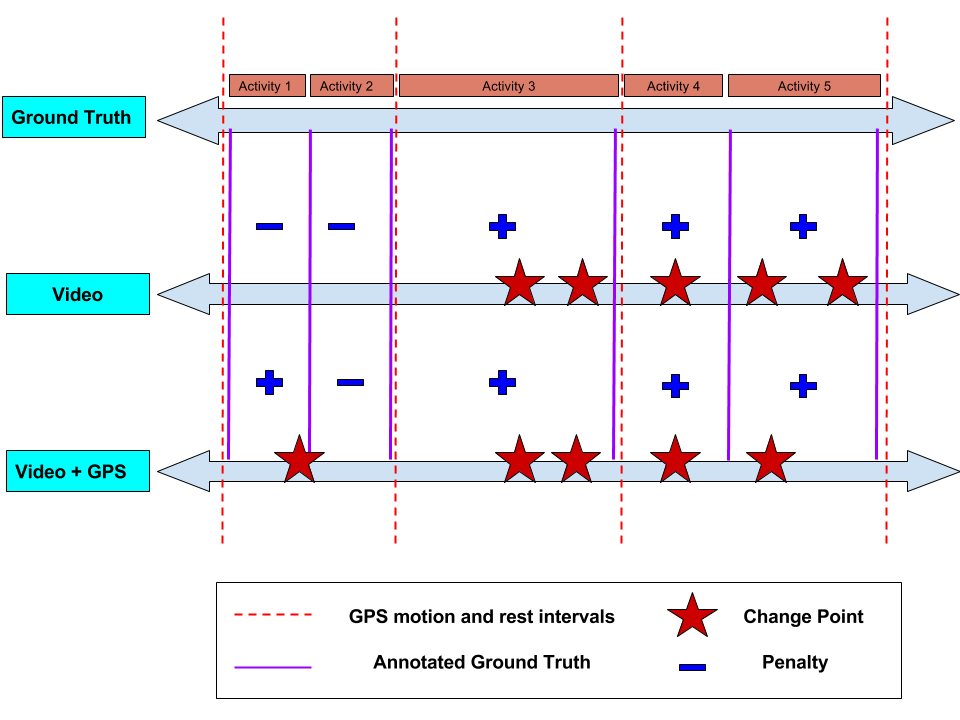 Activity 1 Activity 2 Activity 3 Activity 4 Activity 5
Ground Truth
Video
Video + GPS
GPS motion and rest intervals Change Point
Annotated Ground Truth Penalty